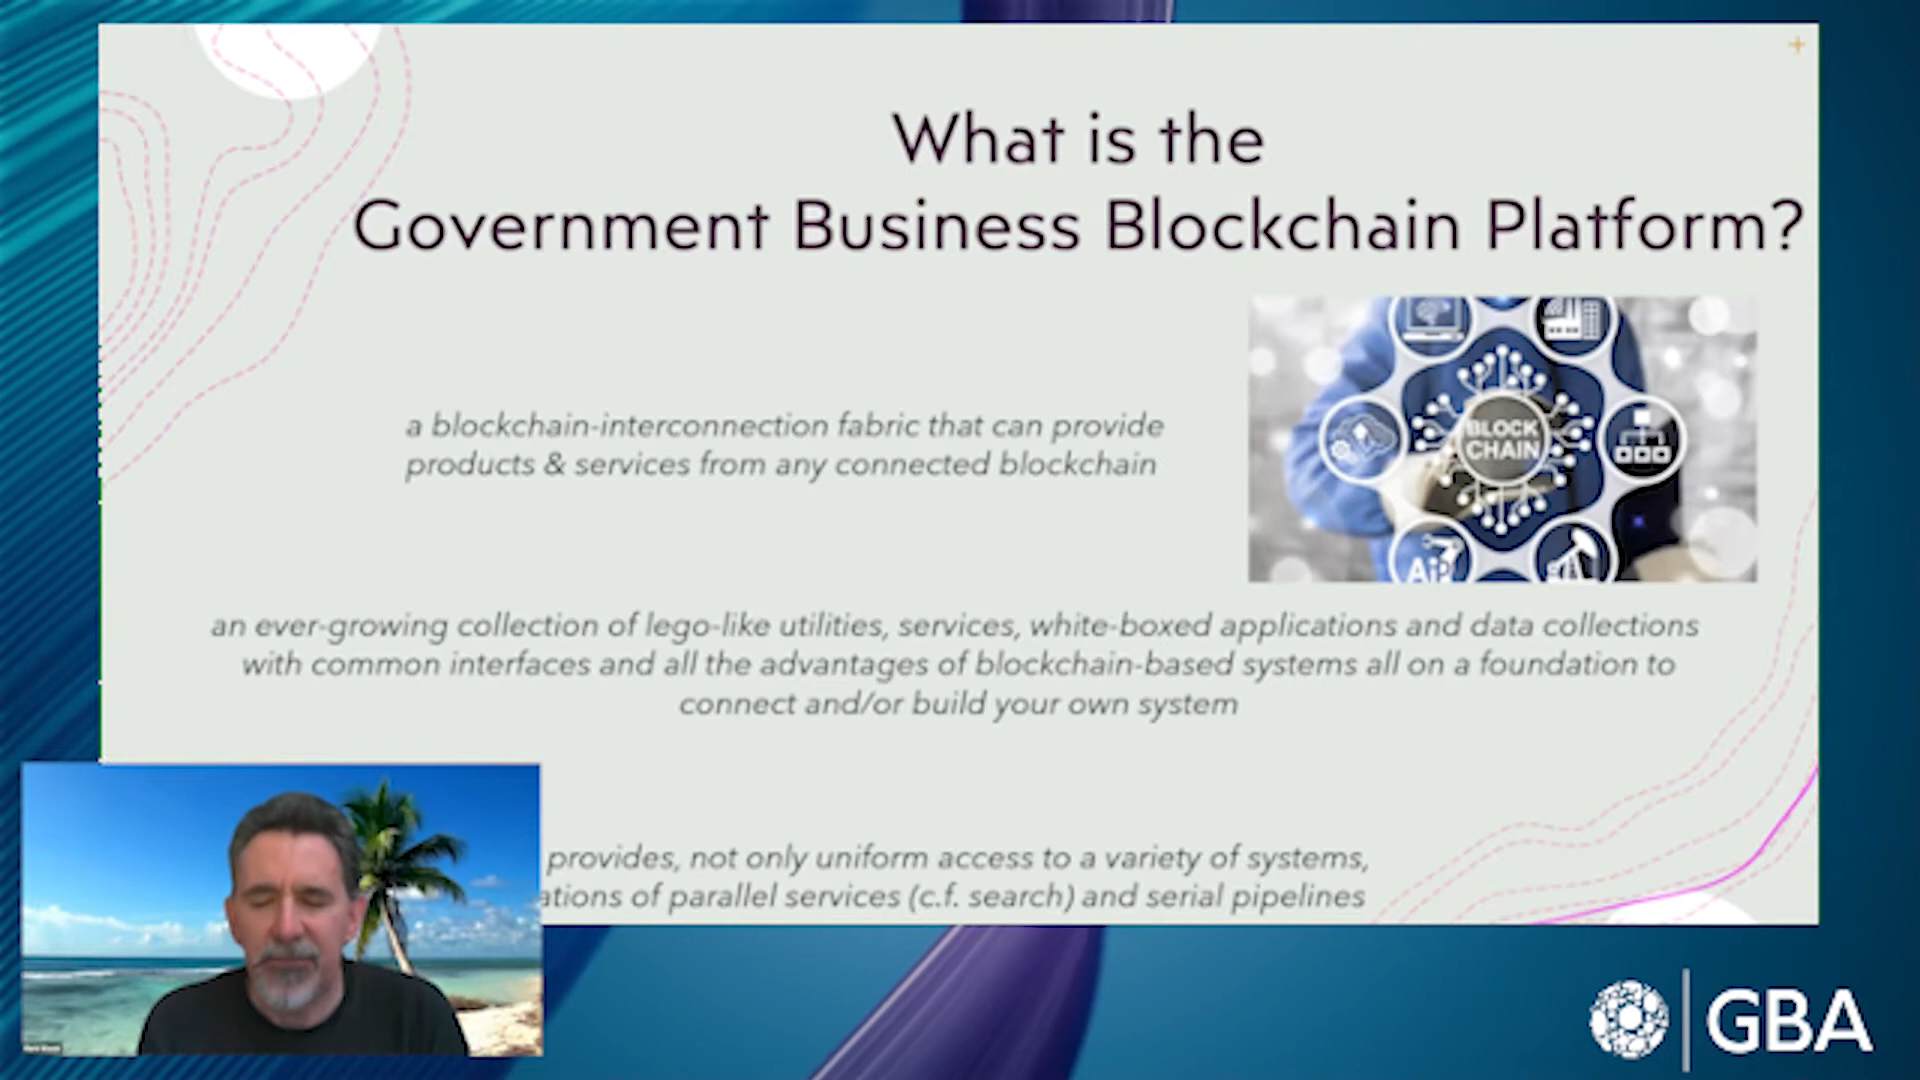 What is the
Government Business Blockchain Platform?
a blockchain-interconnection fabric that can provide
products & services from any connected blockchain
BLOCK
CHAIN
Ai
an ever-growing collection of lego-like utilities, services, white-boxed applications and data collections
with common interfaces and all the advantages of blockchain-based systems all on a foundation to
connect and/or build your own system
provides, not only uniform access to a variety of systems,
ations of parallel services (c.f. search) and serial pipelines
GBA